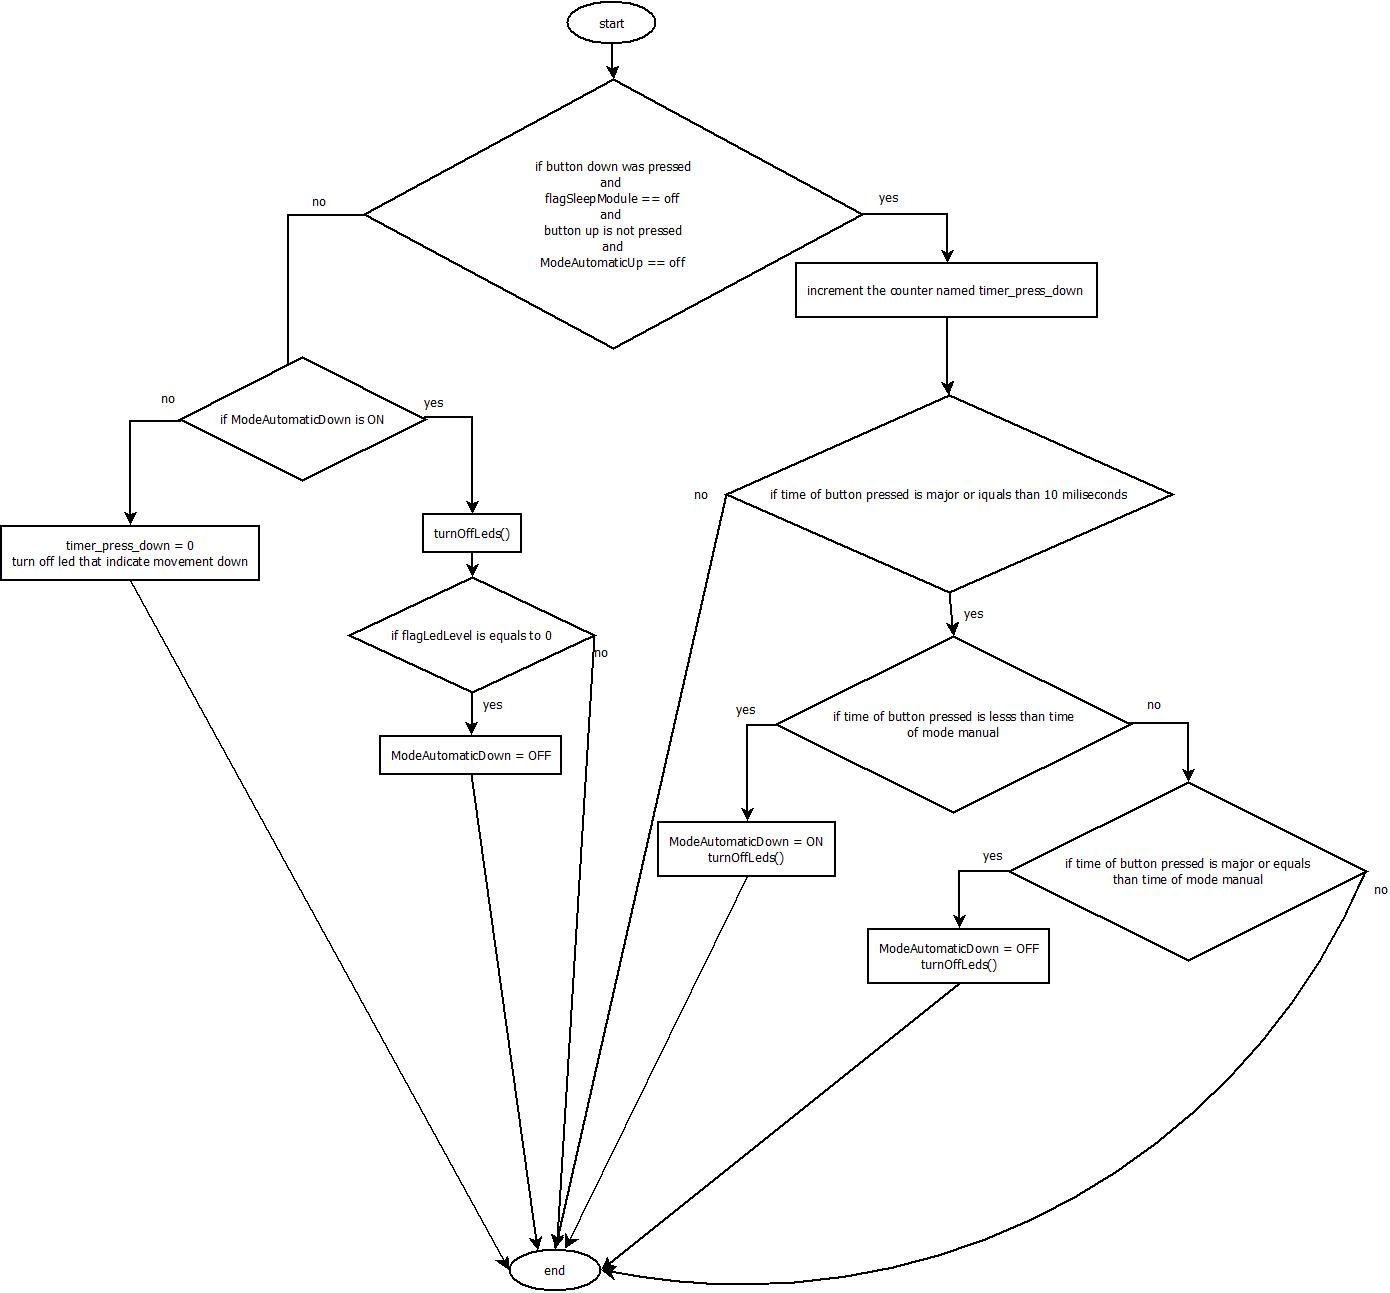 start
if button down was pressed
and
flagSleepModule == off
and
button up is not pressed
and
ModeAutomaticUp == off
no
yes
increment the counter named timer_press_down
if ModeAutomaticDown is ON
no
yes
timer_press_down = 0
turn off led that indicate movement down
turnOffLeds()
if flagLedLevel is equals to 0
no
yes
ModeAutomaticDown = OFF
if time of button pressed is major or iquals than 10 miliseconds
no
yes
if time of button pressed is lesss than time
of mode manual
yes
no
ModeAutomaticDown = ON
turnOffLeds()
if time of button pressed is major or equals
than time of mode manual
yes
no
ModeAutomaticDown = OFF
turnOffLeds()
end